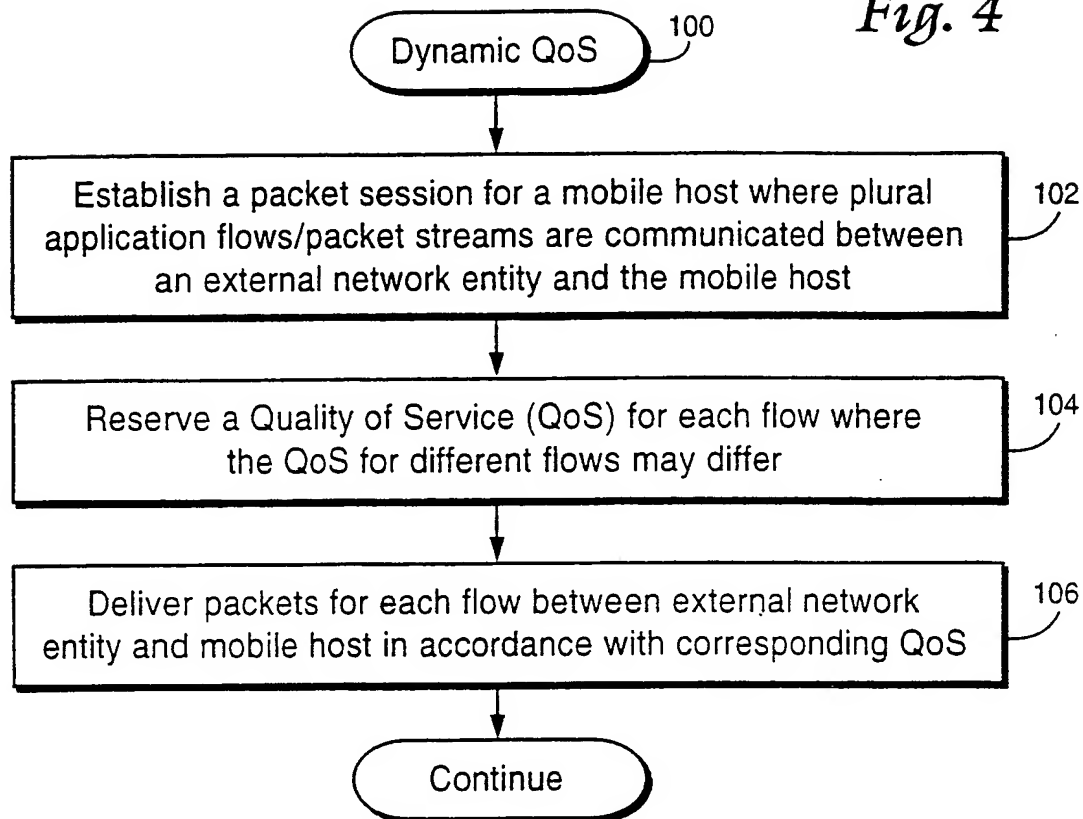 Fig. 4
Dynamic QoS
100
Establish a packet session for a mobile host where plural
application flows/packet streams are communicated between
an external network entity and the mobile host
102
Reserve a Quality of Service (QoS) for each flow where
the QoS for different flows may differ
104
Deliver packets for each flow between external network
entity and mobile host in accordance with corresponding QoS
106
Continue